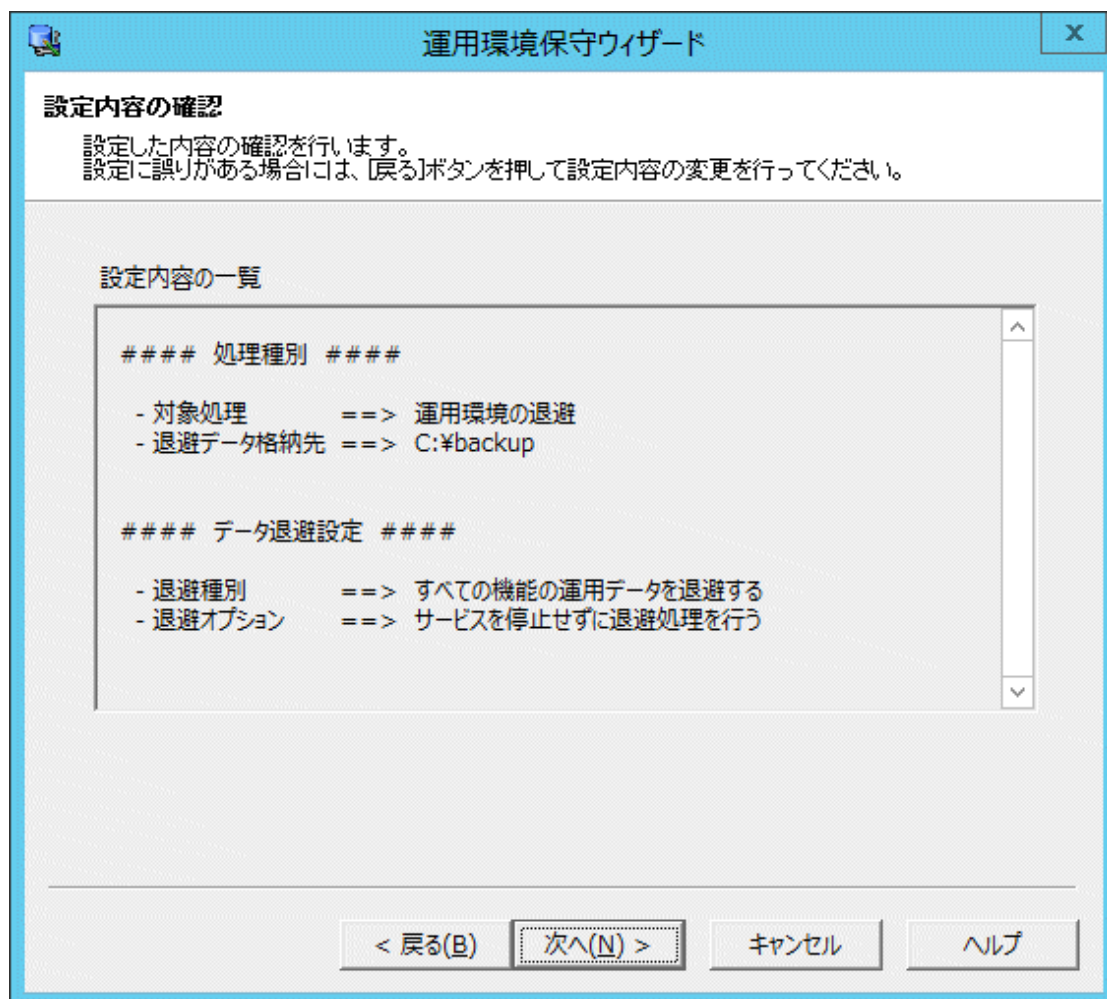 運用環境保守ウィザード
x
設定内容の確認
設定した内容の確認を行います。
設定に誤りがある場合には、[戻る]ボタンを押して設定内容の変更を行ってください。
設定内容の一覧
#### 処理種別 ####
- 対象処理 ==> 運用環境の退避
- 退避データ格納先 ==> C:¥backup
#### データ退避設定 ####
- 退避種別 ==> すべての機能の運用データを退避する
- 退避オプション ==> サービスを停止せずに退避処理を行う
< 戻る(B) 次へ(N) > キャンセル ヘルプ